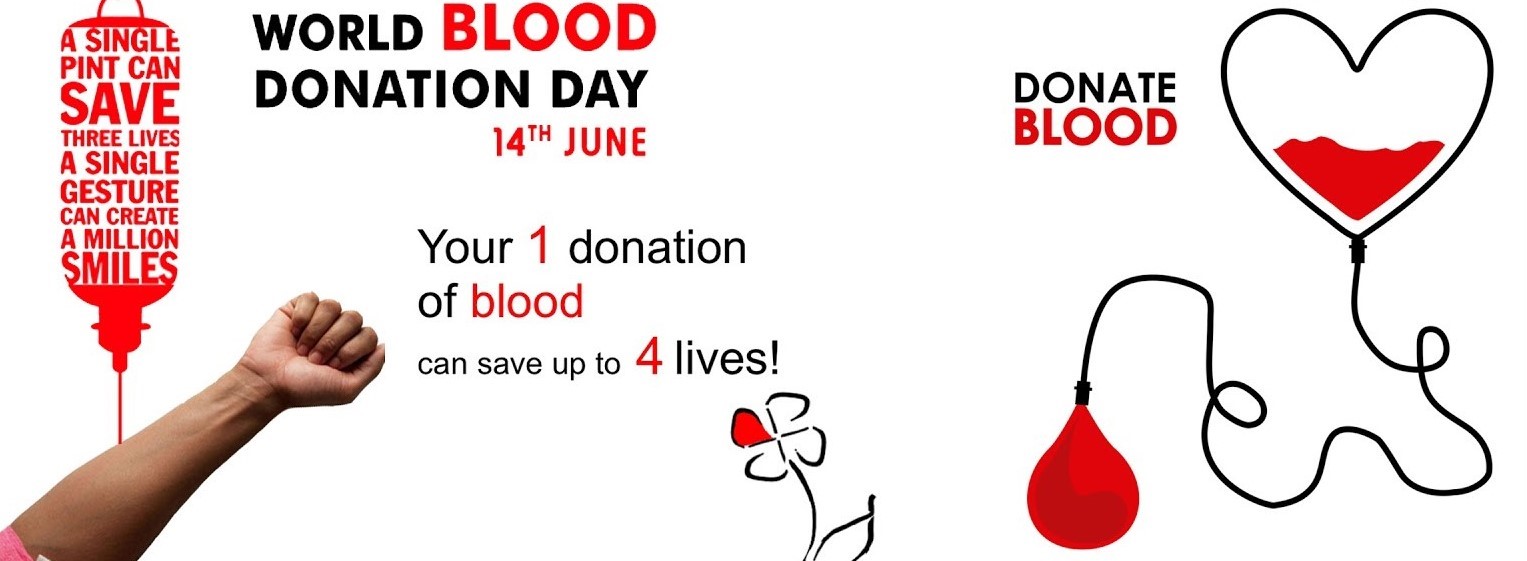 A SINGLE
PINT CAN
SAVE
THREE LIVES
A SINGLE
GESTURE
CAN CREATE
A MILLION
SMILES
WORLD BLOOD
DONATION DAY
14TH JUNE
Your 1 donation
of blood
can save up to 4 lives!
DONATE
BLOOD